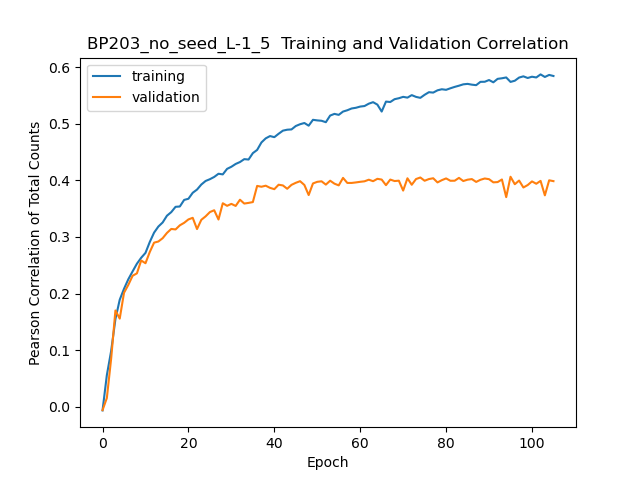 BP203_no_seed_L-1_5  Training and Validation Correlation
training
validation
Pearson Correlation of Total Counts
0.6
0.5
0.4
0.3
0.2
0.1
0.0
0 20 40 60 80 100
Epoch